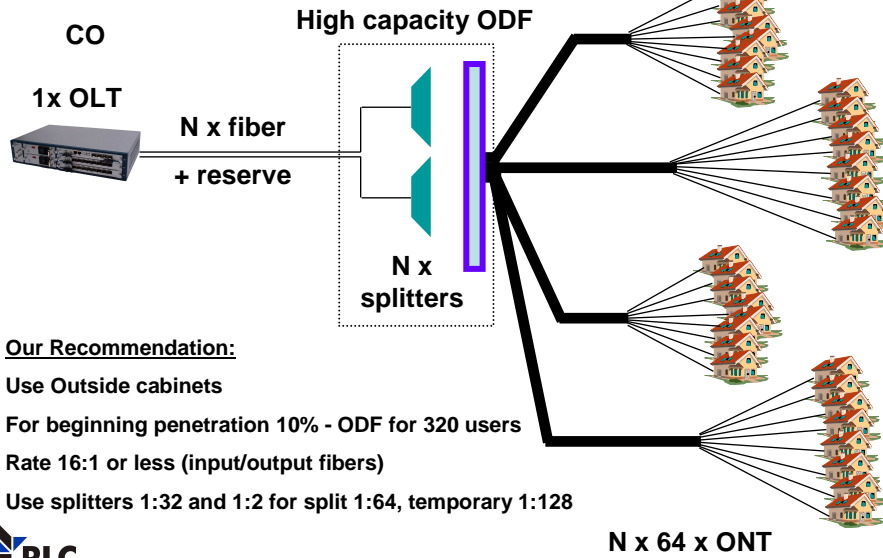 High capacity ODF
CO
1x OLT
N x fiber
+ reserve
N x
splitters
Our Recommendation:
Use Outside cabinets
For beginning penetration 10% - ODF for 320 users
Rate 16:1 or less (input/output fibers)
Use splitters 1:32 and 1:2 for split 1:64, temporary 1:128
N x 64 x ONT